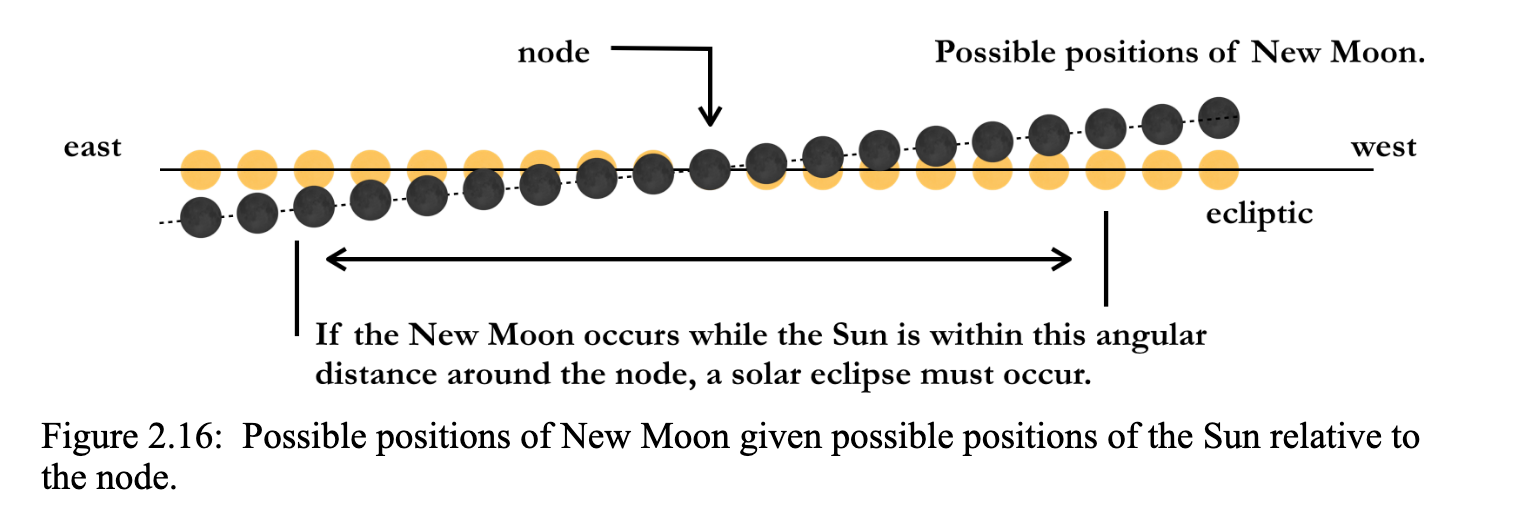 node
Possible positions of New Moon.
east
west
ecliptic
If the New Moon occurs while the Sun is within this angular
distance around the node, a solar eclipse must occur.
Figure 2.16:  Possible positions of New Moon given possible positions of the Sun relative to
the node.